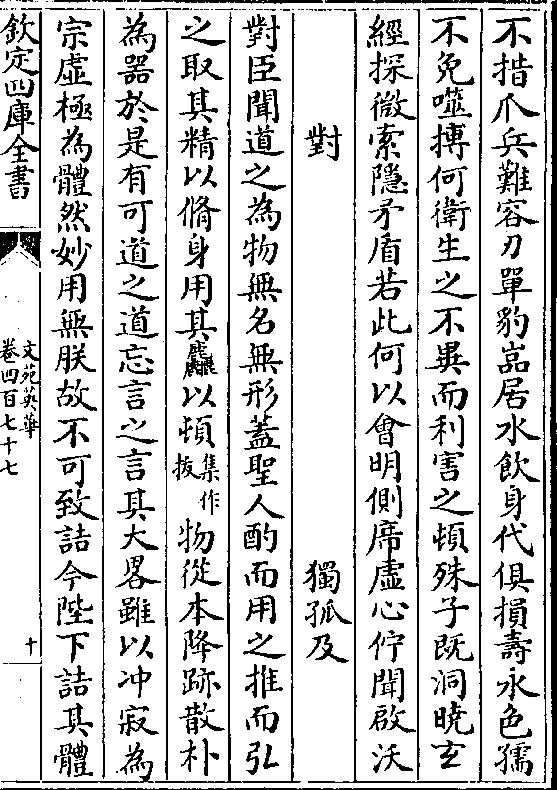 不措爪兵難容刃單豹嵓居水飲身代俱損壽永色孺
不免噬搏何衛生之不異而利害之頓殊子既洞曉玄
經探微索隱矛盾若此何以會明側席虛心佇聞啟沃
對　獨孤及
對臣聞道之為物無名無形蓋聖人酌而用之推而弘
之取其精以脩身用其麤以頓集作拔物從本降跡散朴
為器於是有可道之道忘言之言其大畧雖以冲寂為
宗虛極為體然妙用無朕故不可致詰今陛下詰其體
欽定四庫全書
文苑英華
卷四百七十七
十